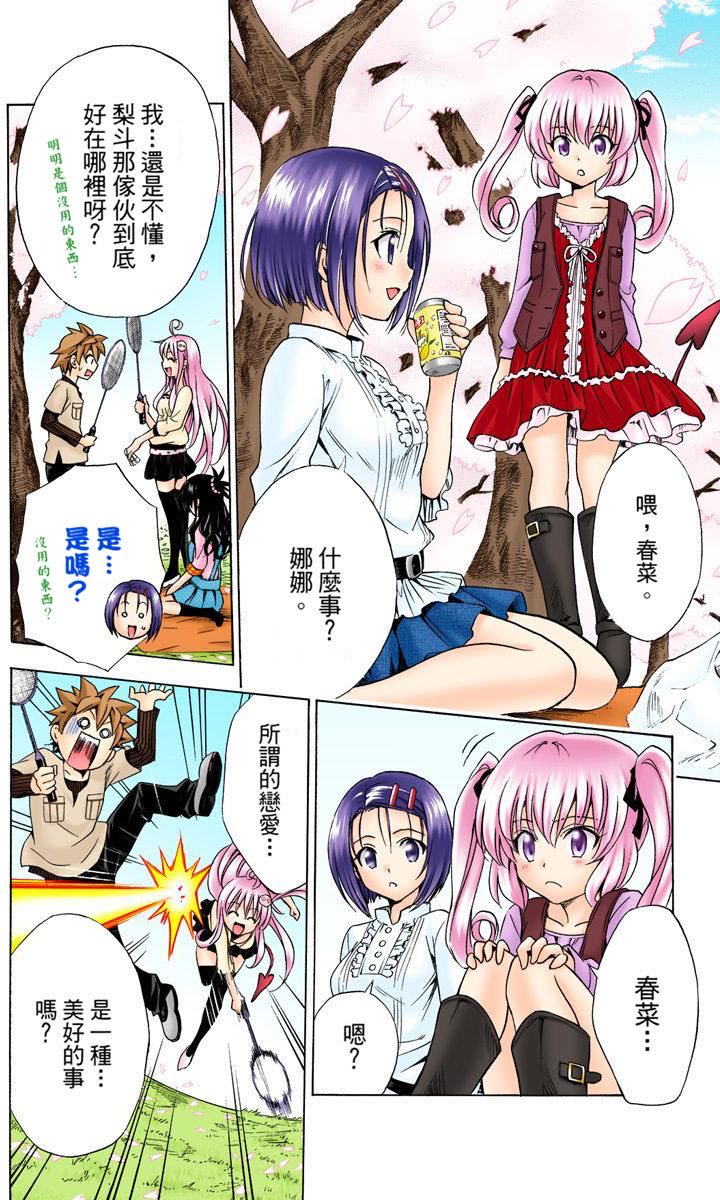 喂，春菜。
什麼事？
娜娜。
我…還是不懂，
梨斗那傢伙到底
好在哪裡呀？
明明是個沒用的東西…
是…
是嗎？
沒用的東西？
春菜…
嗯？
所謂的戀愛…
是一種…
美好的事
嗎？